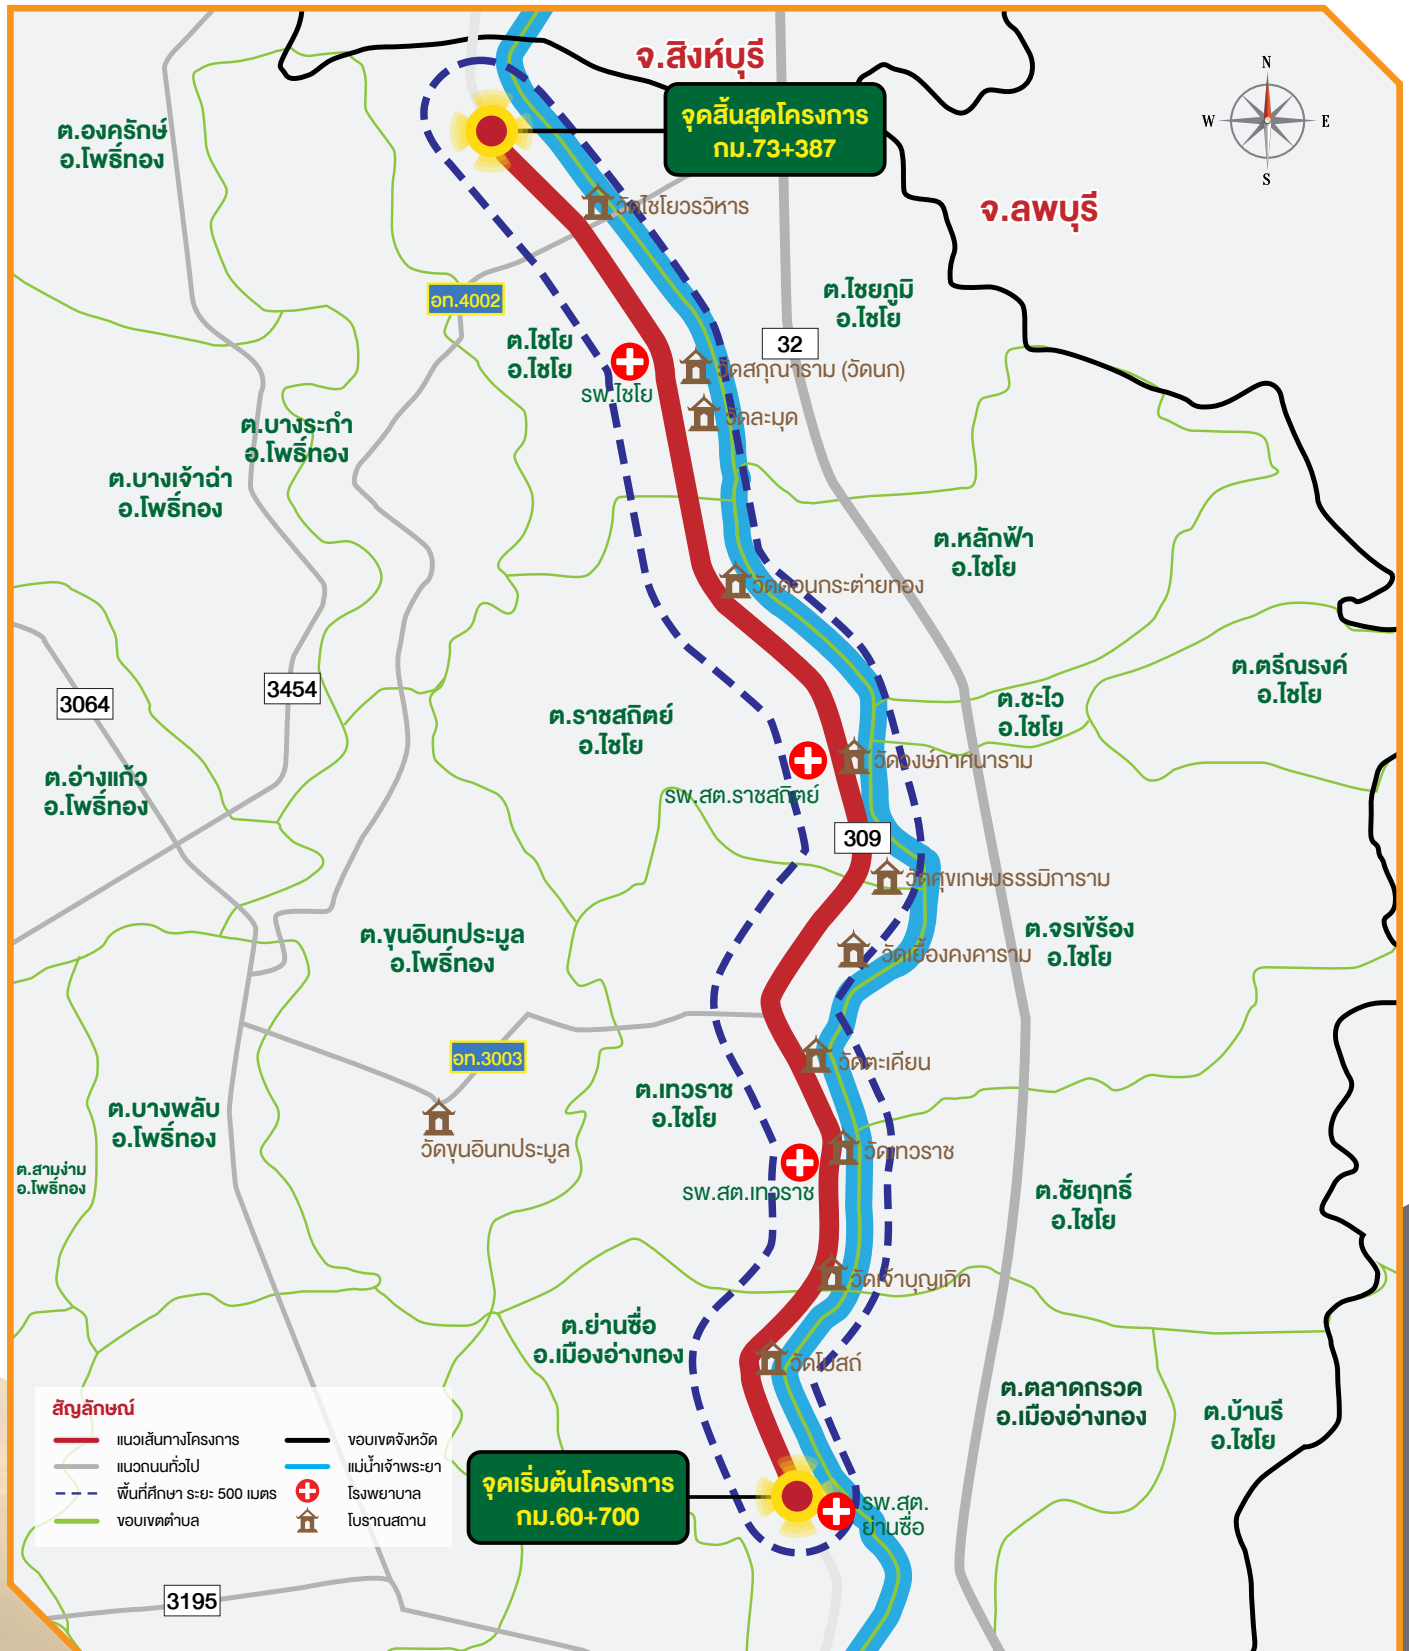 จ.สิงห์บุรี
จุดสิ้นสุดโครงการ
กม.73+387
N
W
E
S
ต.องครักษ์
อ.โพธิ์ทอง
วัดไชโยวรวิหาร
จ.ลพบุรี
อท.4002
ต.ไชยภูมิ
อ.ไชโย
32
ต.ไชโย
อ.ไชโย
รพ.ไชโย
วัดสกุณาราม (วัดนก)
วัดละมุด
ต.บางระกำ
อ.โพธิ์ทอง
ต.บางเจ้าฉ่า
อ.โพธิ์ทอง
ต.หลักฟ้า
อ.ไชโย
วัดดอนกระต่ายทอง
3064
3454
ต.ตรีณรงค์
อ.ไชโย
ต.ชะไว
อ.ไชโย
ต.ราชสถิตย์
อ.ไชโย
วัดวงษ์ภาศนาราม
ต.อ่างแก้ว
อ.โพธิ์ทอง
รพ.สต.ราชสถิตย์
309
วัดศุขเกษมธรรมิการาม
ต.ขุนอินทประมูล
อ.โพธิ์ทอง
ต.จรเข้ร้อง
อ.ไชโย
วัดเยื้องคงคาราม
อท.3003
วัดตะเคียน
ต.เทวราช
อ.ไชโย
ต.บางพลับ
อ.โพธิ์ทอง
วัดขุนอินทประมูล
วัดเทวราช
ต.สามง่าม
อ.โพธิ์ทอง
รพ.สต.เทวราช
ต.ชัยฤทธิ์
อ.ไชโย
วัดเจ้าบุญเกิด
ต.ย่านซื่อ
อ.เมืองอ่างทอง
วัดโบสถ์
ต.ตลาดกรวด
อ.เมืองอ่างทอง
ต.บ้านรี
อ.ไชโย
สัญลักษณ์
แนวเส้นทางโครงการ
ขอบเขตจังหวัด
แนวถนนทั่วไป
แม่น้ำเจ้าพระยา
พื้นที่ศึกษา ระยะ 500 เมตร
โรงพยาบาล
ขอบเขตตำบล
โบราณสถาน
จุดเริ่มต้นโครงการ
กม.60+700
รพ.สต.
ย่านซื่อ
3195